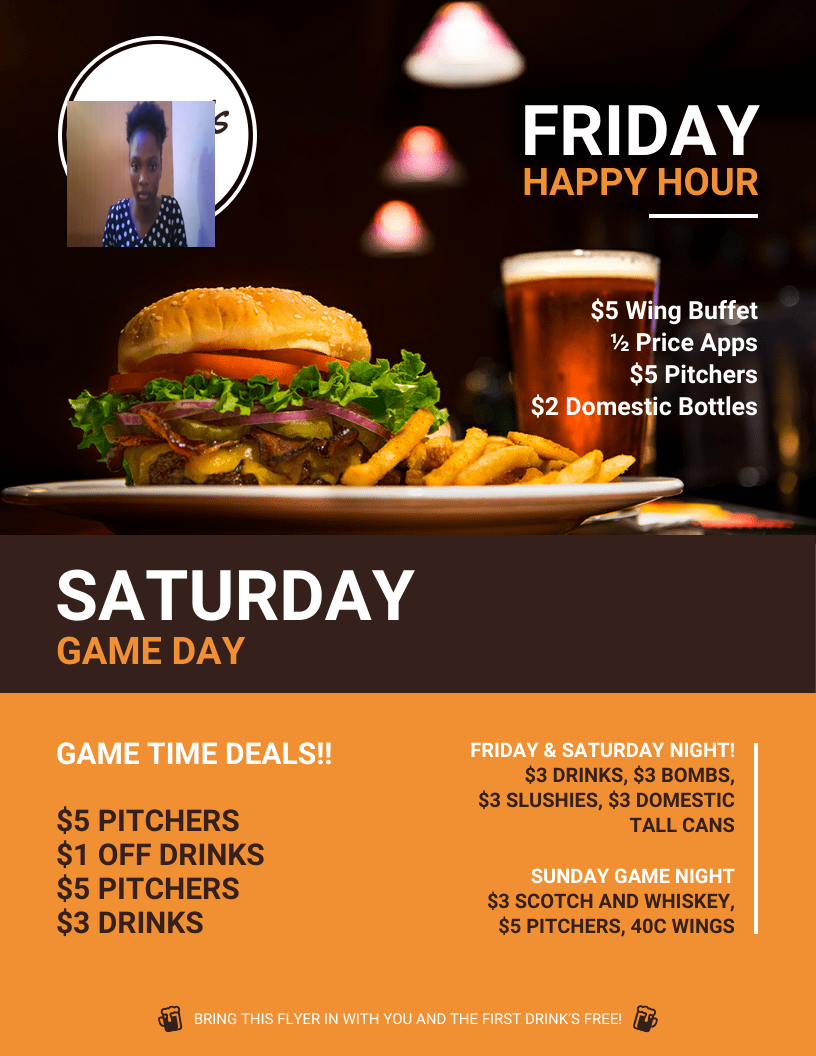 FRIDAY
HAPPY HOUR
$5 Wing Buffet
½ Price Apps
$5 Pitchers
$2 Domestic Bottles
SATURDAY
GAME DAY
GAME TIME DEALS!!
$5 PITCHERS
$1 OFF DRINKS
$5 PITCHERS
$3 DRINKS
FRIDAY & SATURDAY NIGHT!
$3 DRINKS, $3 BOMBS,
$3 SLUSHIES, $3 DOMESTIC
TALL CANS
SUNDAY GAME NIGHT
$3 SCOTCH AND WHISKEY,
$5 PITCHERS, 40C WINGS
BRING THIS FLYER IN WITH YOU AND THE FIRST DRINK'S FREE!